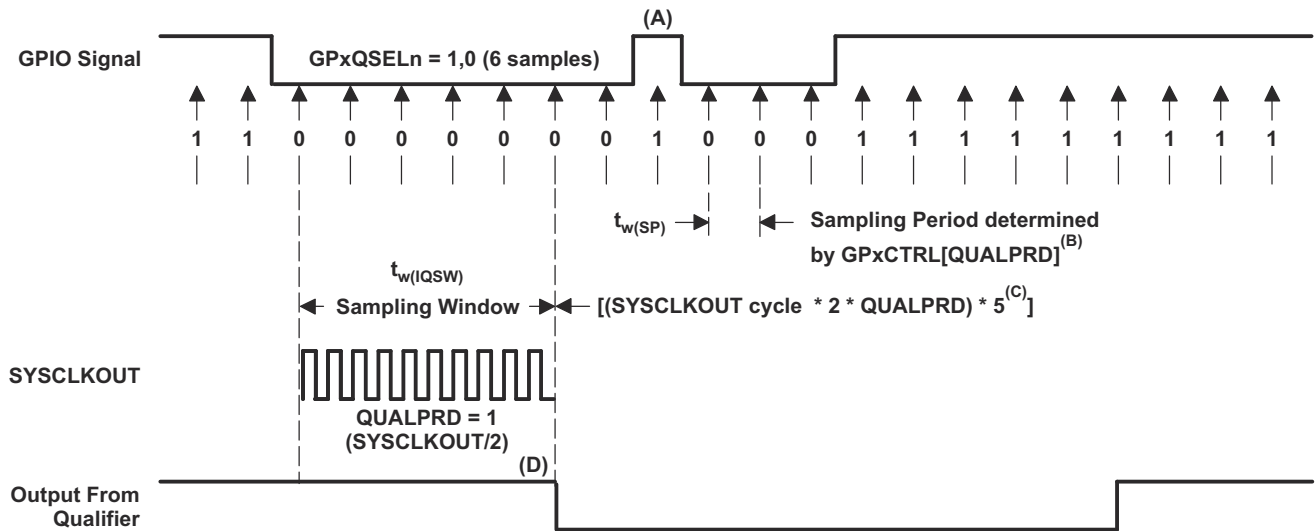 (A)
GPIO Signal
GPxQSELn = 1,0 (6 samples)
1 1 0 0 0 0 0 0 0 1 0 0 0 1 1 1 1 1 1 1 1 1
tw(SP)
Sampling Period determined
by GPxCTRL[QUALPRD](B)
tw(IQSW)
Sampling Window
[(SYSCLKOUT cycle * 2 * QUALPRD) * 5(C)]
SYSCLKOUT
QUALPRD = 1
(SYSCLKOUT/2)
(D)
Output From
Qualifier